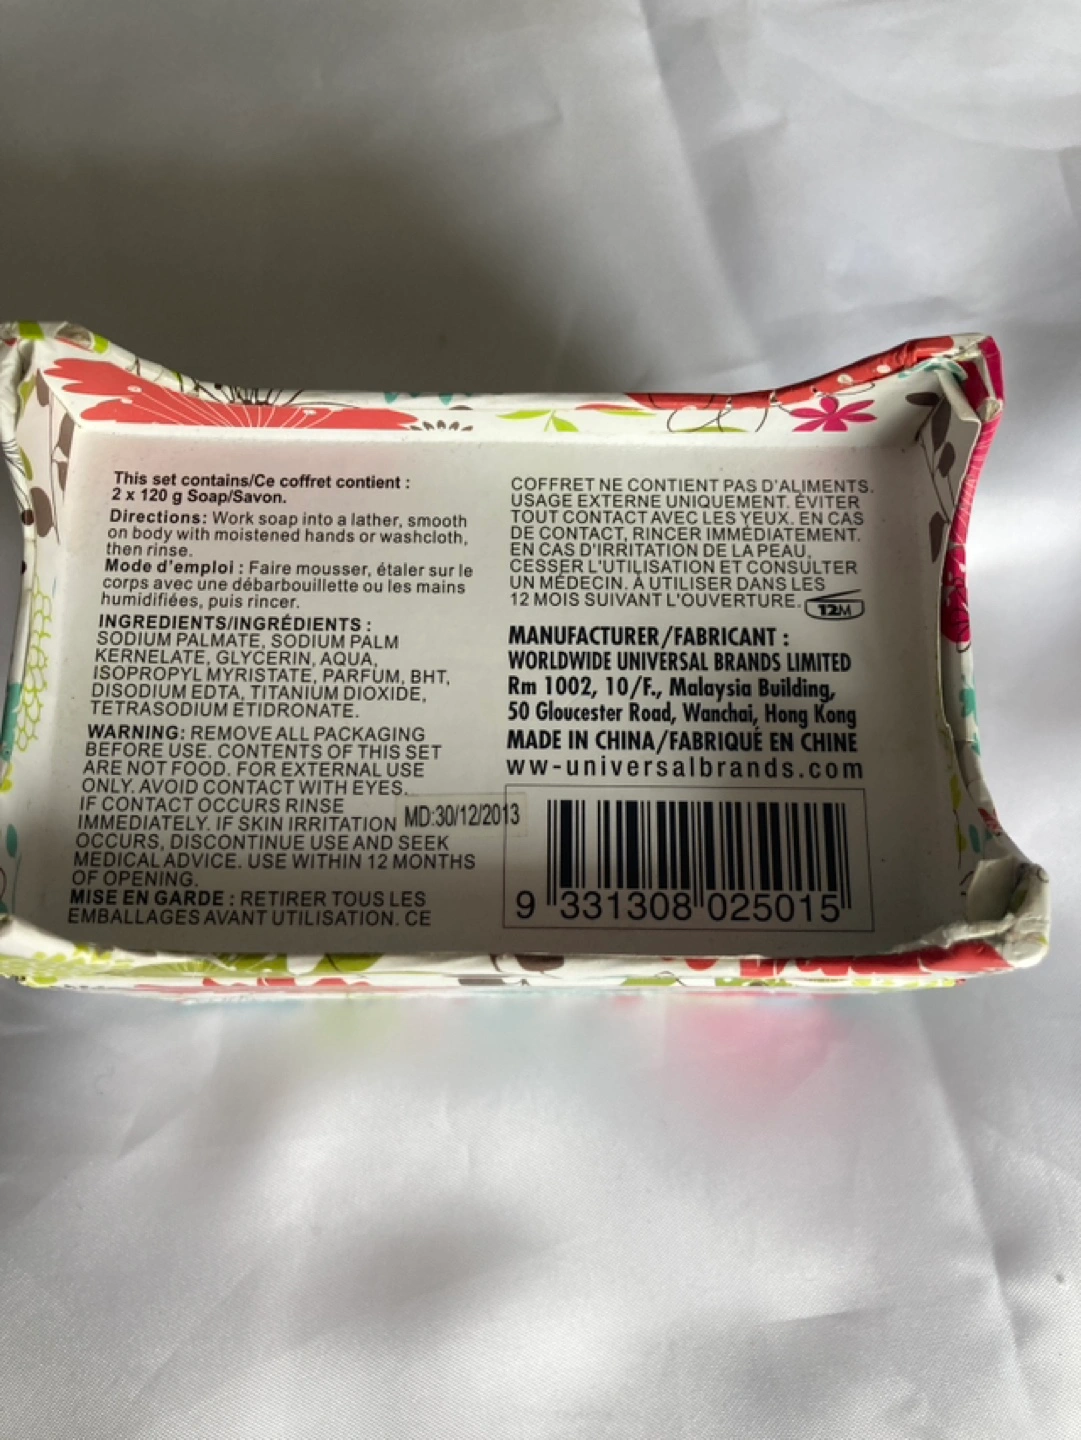 This set contains/Ce coffret contient :
2 x 120 g Soap/Savon.
Directions: Work soap into a lather, smooth
on body with moistened hands or washcloth,
then rinse.
Mode d'emploi : Faire mousser, étaler sur le
corps avec une débarbouillette ou les mains
humidifiées, puis rincer.
INGREDIENTS/INGRÉDIENTS :
SODIUM PALMATE, SODIUM PALM
KERNELATE, GLYCERIN, AQUA,
ISOPROPYL MYRISTATE, PARFUM, BHT,
DISODIUM EDTA, TITANIUM DIOXIDE,
TETRASODIUM ETIDRONATE.
WARNING: REMOVE ALL PACKAGING
BEFORE USE. CONTENTS OF THIS SET
ARE NOT FOOD. FOR EXTERNAL USE
ONLY. AVOID CONTACT WITH EYES.
IF CONTACT OCCURS RINSE
IMMEDIATELY. IF SKIN IRRITATION
OCCURS, DISCONTINUE USE AND SEEK
MEDICAL ADVICE. USE WITHIN 12 MONTHS
OF OPENING.
MISE EN GARDE : RETIRER TOUS LES
EMBALLAGES AVANT UTILISATION. CE
COFFRET NE CONTIENT PAS D'ALIMENTS.
USAGE EXTERNE UNIQUEMENT. ÉVITER
TOUT CONTACT AVEC LES YEUX. EN CAS
DE CONTACT, RINCER IMMÉDIATEMENT.
EN CAS D'IRRITATION DE LA PEAU,
CESSER L'UTILISATION ET CONSULTER
UN MÉDECIN. À UTILISER DANS LES
12 MOIS SUIVANT L'OUVERTURE.
12M
MANUFACTURER/FABRICANT :
WORLDWIDE UNIVERSAL BRANDS LIMITED
Rm 1002, 10/F., Malaysia Building,
50 Gloucester Road, Wanchai, Hong Kong
MADE IN CHINA/FABRIQUÉ EN CHINE
ww-universalbrands.com
MD:30/12/2013
9 331308 025015